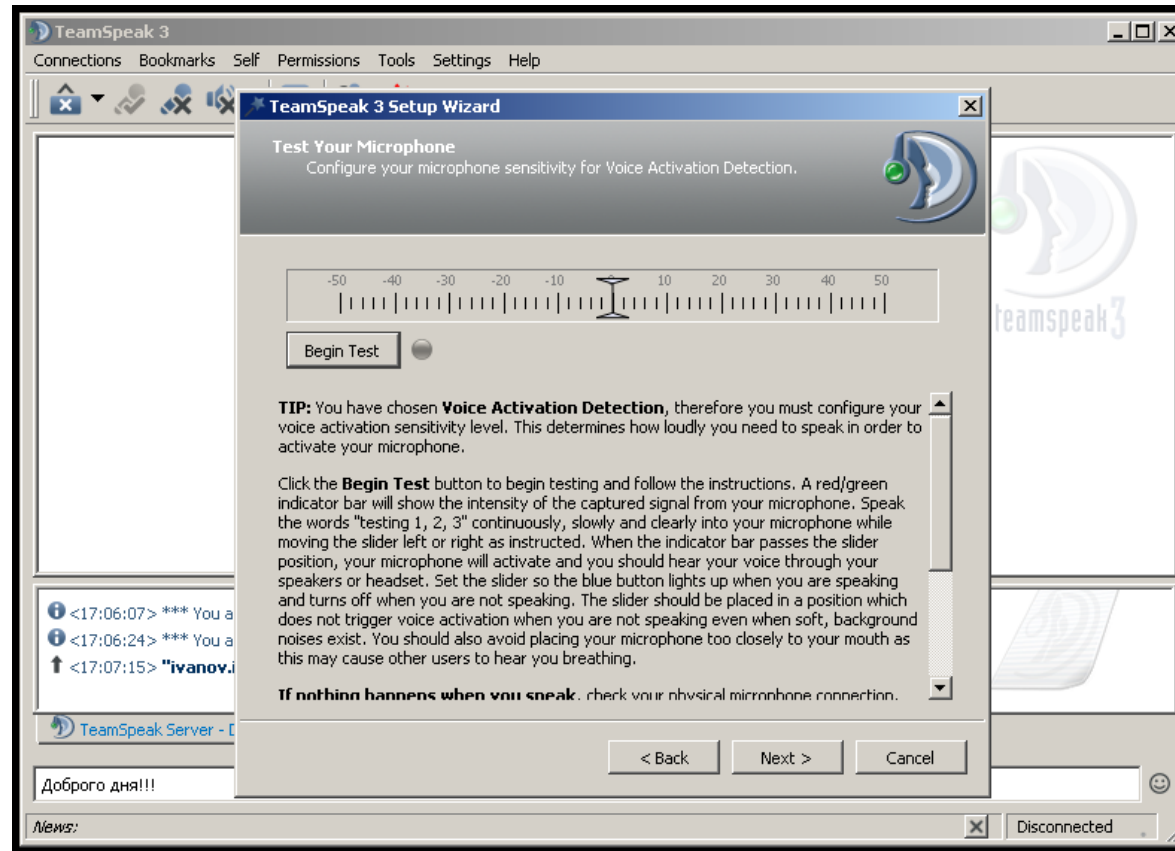 TeamSpeak 3
Connections Bookmarks Self Permissions Tools Settings Help
TeamSpeak 3 Setup Wizard
Test Your Microphone
Configure your microphone sensitivity for Voice Activation Detection.
-50 -40 -30 -20 -10 0 10 20 30 40 50
Begin Test
TIP: You have chosen Voice Activation Detection, therefore you must configure your
voice activation sensitivity level. This determines how loudly you need to speak in order to
activate your microphone.
Click the Begin Test button to begin testing and follow the instructions. A red/green
indicator bar will show the intensity of the captured signal from your microphone. Speak
the words "testing 1, 2, 3" continuously, slowly and clearly into your microphone while
moving the slider left or right as instructed. When the indicator bar passes the slider
position, your microphone will activate and you should hear your voice through your
speakers or headset. Set the slider so the blue button lights up when you are speaking
and turns off when you are not speaking. The slider should be placed in a position which
does not trigger voice activation when you are not speaking even when soft, background
noises exist. You should also avoid placing your microphone too closely to your mouth as
this may cause other users to hear you breathing.
If nothing happens when you speak, check your physical microphone connection.
< Back Next > Cancel
teamspeak 3
<17:06:07> *** You a
<17:06:24> *** You a
<17:07:15> "ivanov.i
TeamSpeak Server - D
Доброго дня!!!
News:
Disconnected